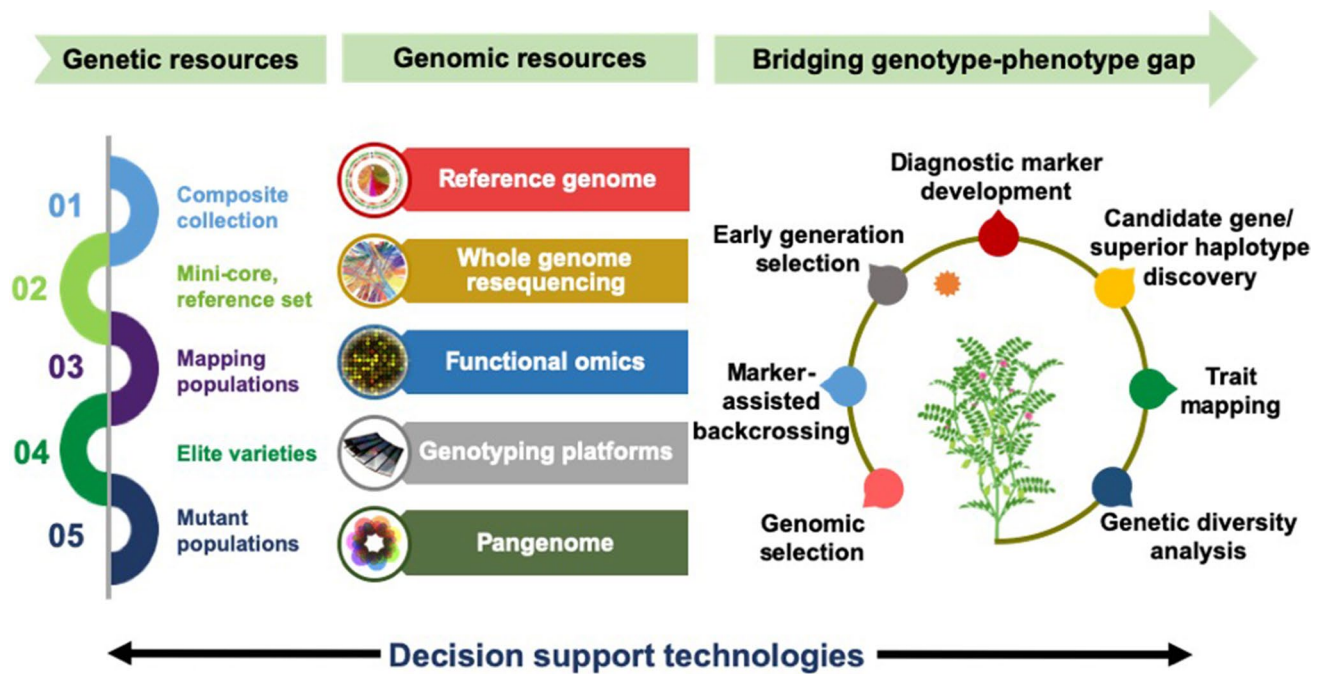 Genetic resources
Genomic resources
Bridging genotype-phenotype gap
01
Composite
collection
02
Mini-core,
reference set
03
Mapping
populations
04
Elite varieties
05
Mutant
populations
Reference genome
Whole genome
resequencing
Functional omics
Genotyping platforms
Pangenome
Diagnostic marker
development
Early generation
selection
Candidate gene/
superior haplotype
discovery
Marker-
assisted
backcrossing
Trait
mapping
Genomic
selection
Genetic diversity
analysis
Decision support technologies